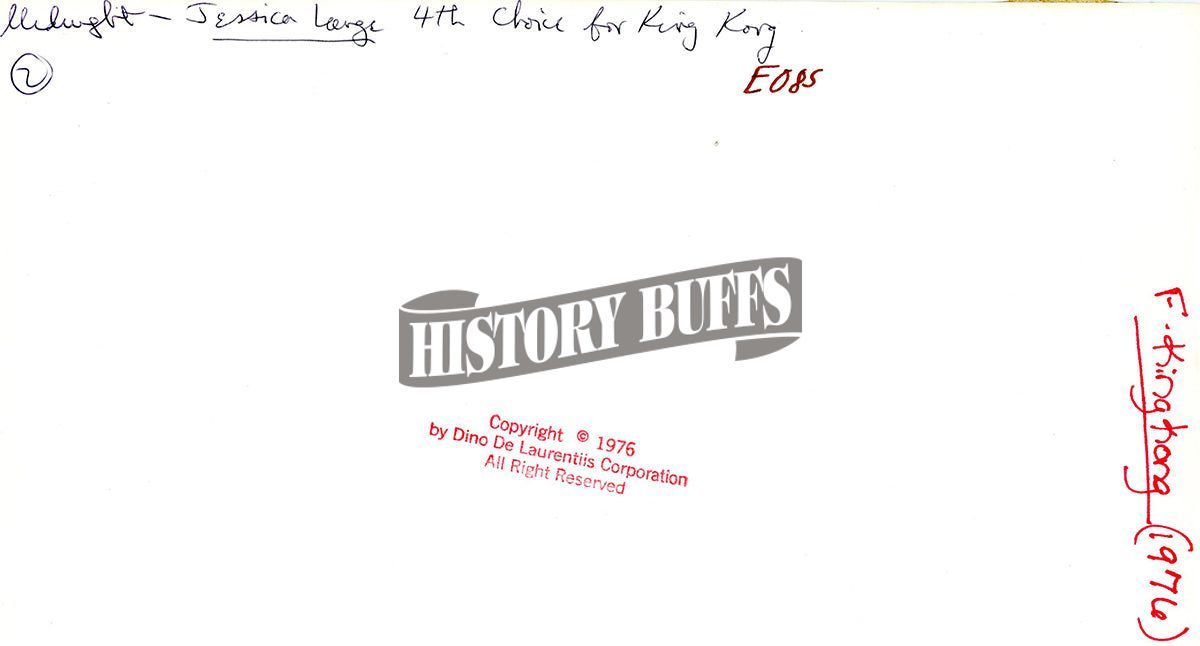 Midnight - Jessica Lange 4th Choice for King Kong
2
E085
HISTORY BUFFS
Copyright © 1976
by Dino De Laurentiis Corporation
All Right Reserved
F. King Kong (1976)